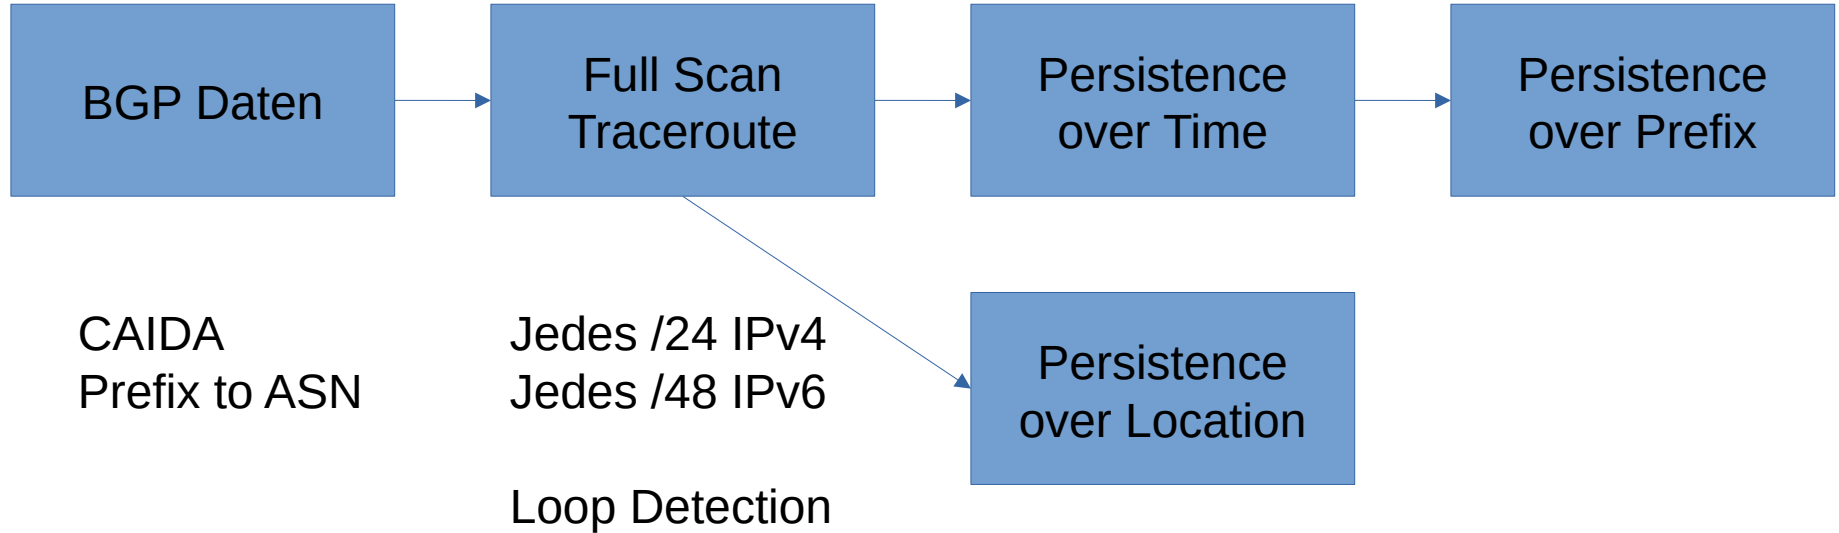 BGP Daten
Full Scan
Traceroute
Persistence
over Time
Persistence
over Prefix
CAIDA
Prefix to ASN
Jedes /24 IPv4
Jedes /48 IPv6
Loop Detection
Persistence
over Location